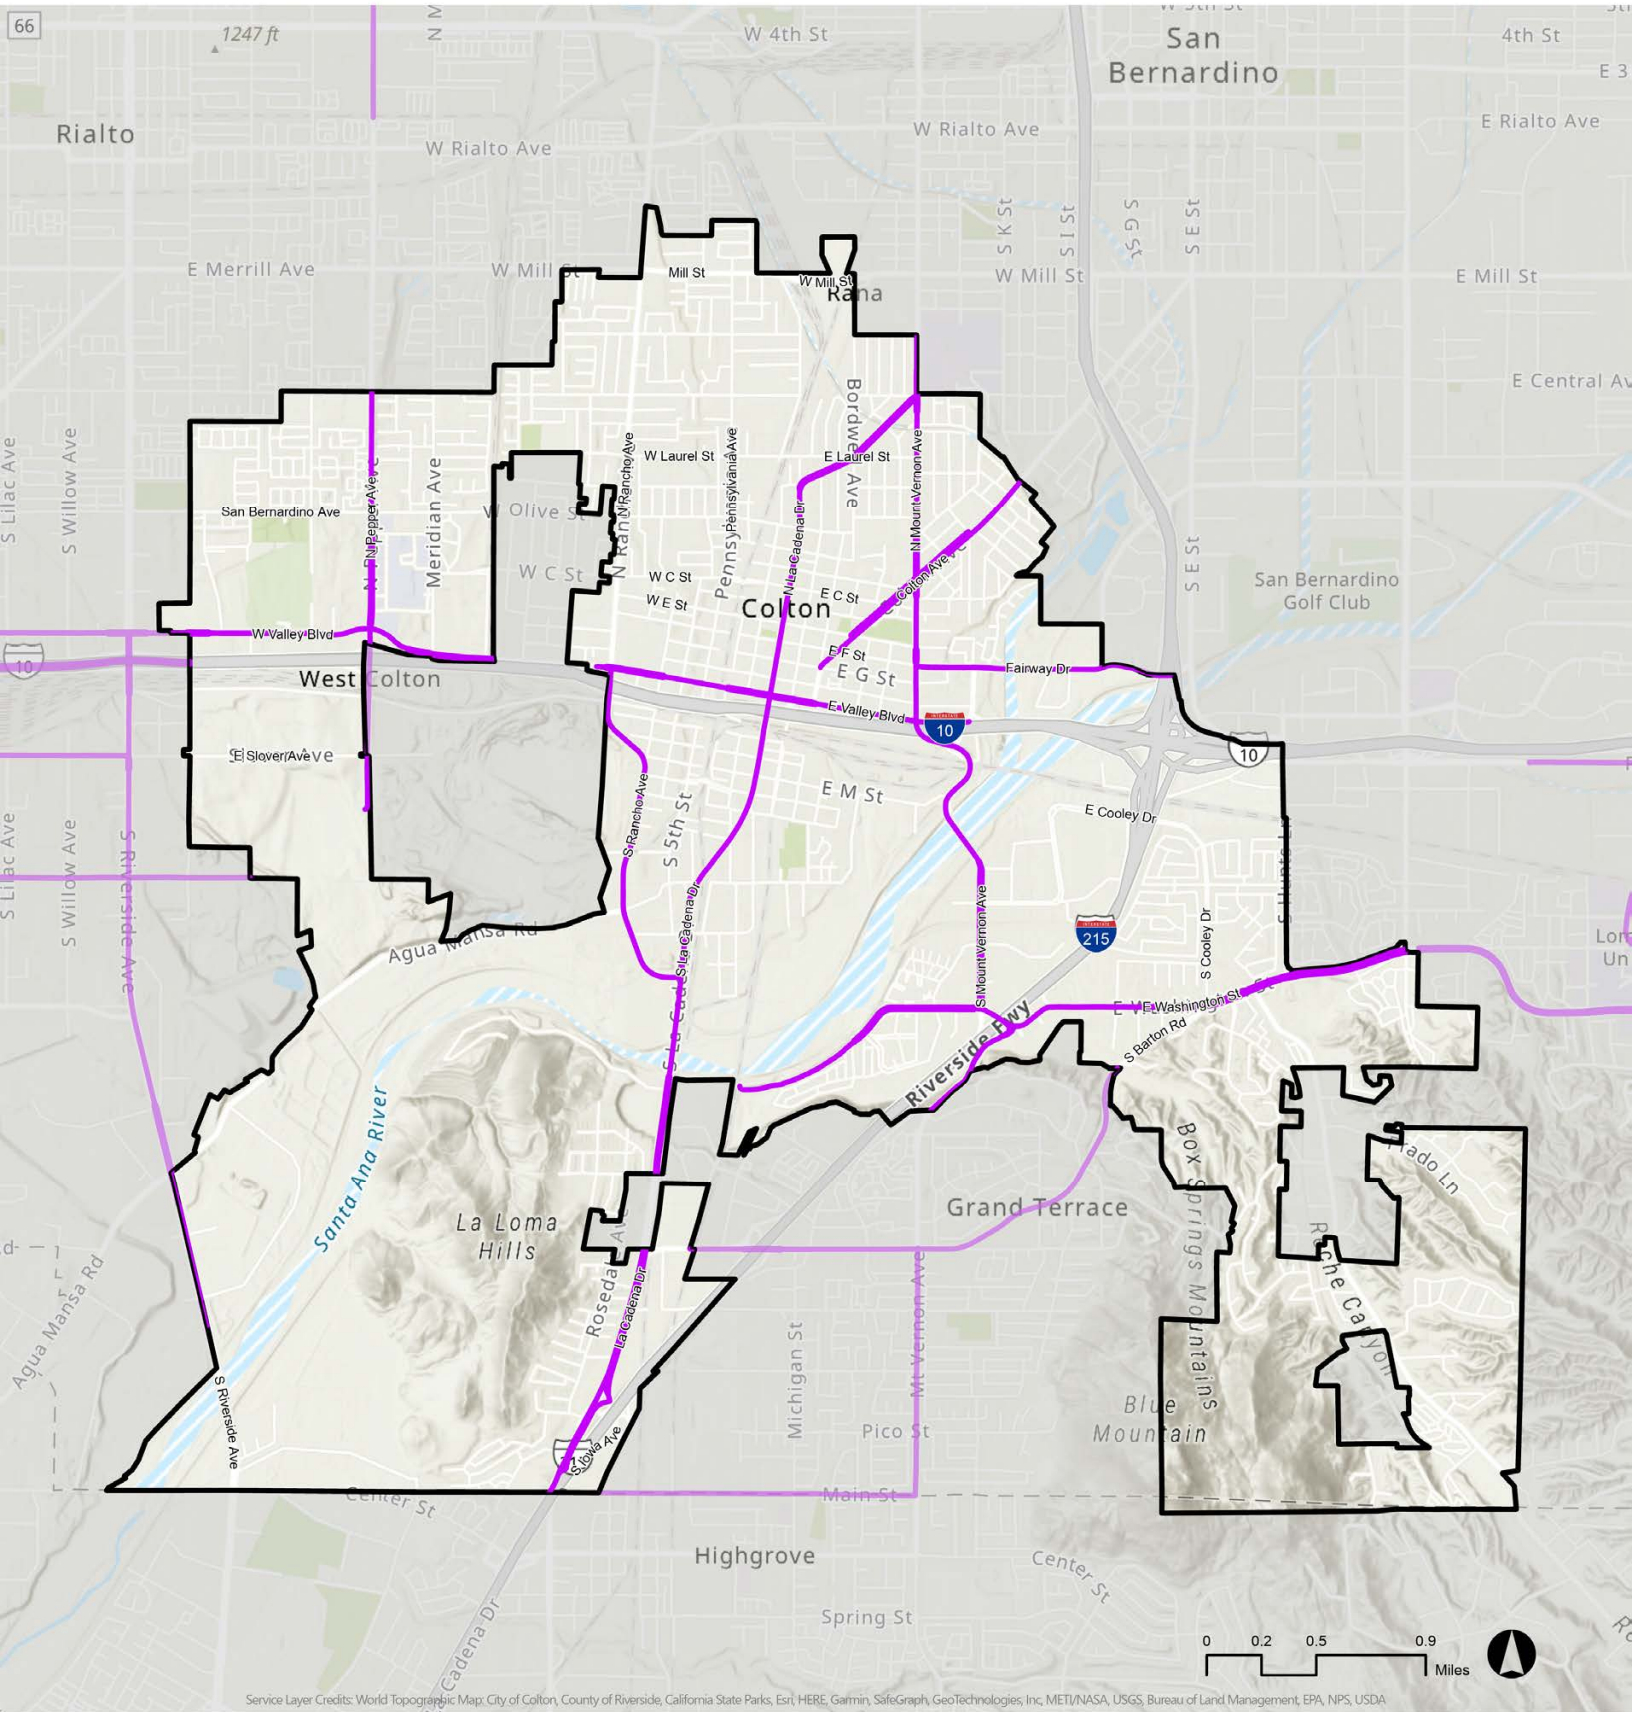 66
1247 ft
W 4th St
San
Bernardino
4th St
Rialto
W Rialto Ave
W Rialto Ave
E Rialto Ave
S K St
S I St
S G St
S E St
E Merrill Ave
W Mill St
Mill St
W Mill St
Rana
W Mill St
E Mill St
E Central Av
S Lilac Ave
S Willow Ave
N Pepper Ave
Meridian Ave
San Bernardino Ave
W Olive St
W C St
N Rancho Ave
W Laurel St
Pennsylvania Ave
N La Cadena Dr
E Laurel St
N Mount Vernon Ave
W C St
W E St
E C St
Colton
Colton Ave
E F St
E G St
S E St
San Bernardino
Golf Club
W Valley Blvd
10
West Colton
Fairway Dr
E Valley Blvd
INTERSTATE
10
10
E Slover Ave
E M St
S 5th St
S Rancho Ave
E Cooley Dr
S Lilac Ave
S Willow Ave
S Riverside Ave
Agua Mansa Rd
S La Cadena Dr
S Mount Vernon Ave
INTERSTATE
215
S Cooley Dr
E Washington St
S Barton Rd
Riverside Fwy
Santa Ana River
La Loma
Hills
Grand Terrace
Box Springs Mountains
Prado Ln
Reche Canyon
Agua Mansa Rd
La Cadena Dr
Michigan St
Mt Vernon Ave
Pico St
Blue
Mountain
S Riverside Ave
S Iowa Ave
Center St
Main St
Highgrove
Center St
Spring St
0 0.2 0.5 0.9
Miles
Service Layer Credits: World Topographic Map: City of Colton, County of Riverside, California State Parks, Esri, HERE, Garmin, SafeGraph, GeoTechnologies, Inc, METI/NASA, USGS, Bureau of Land Management, EPA, NPS, USDA